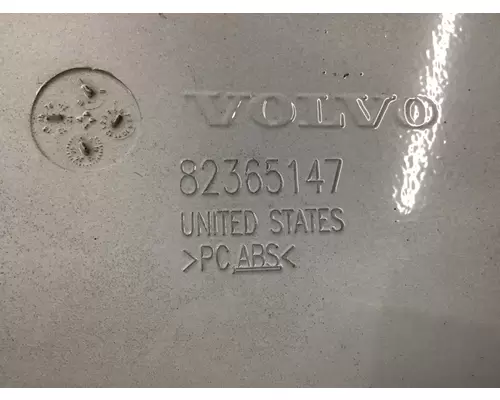 VOLVO
82365147
UNITED STATES
>PC ABS<